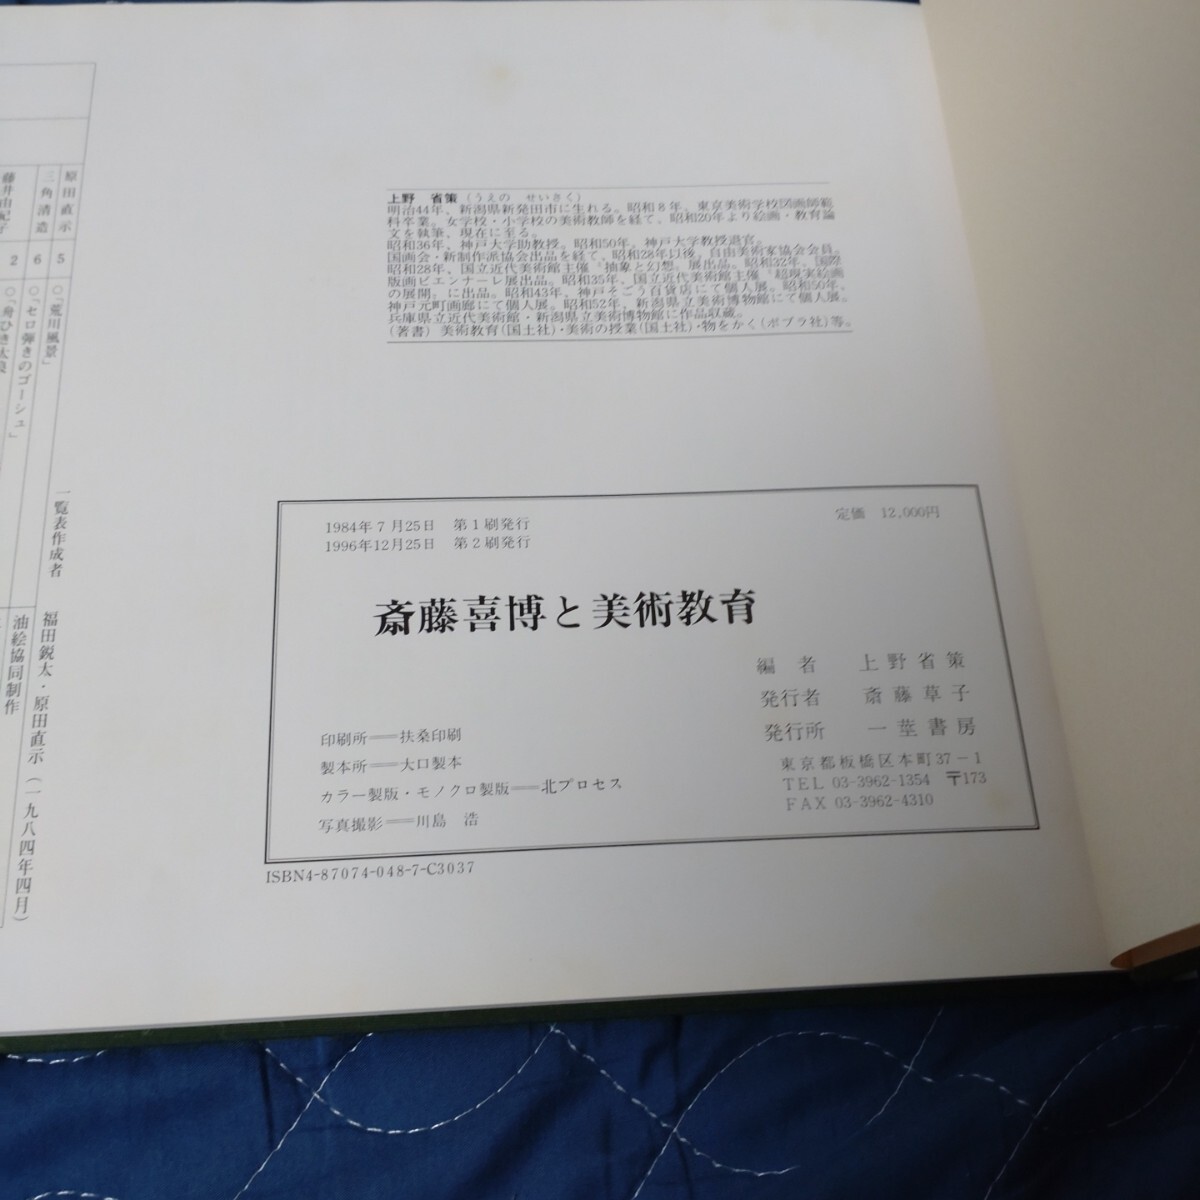 上野　省策（うえの　せいさく）
明治44年、新潟県新発田市に生れる。昭和８年、東京美術学校図画師範
科卒業。女学校・小学校の美術教師を経て、昭和20年より絵画・教育論
文を執筆、現在に至る。
昭和36年、神戸大学助教授。昭和50年、神戸大学教授退官。
国画会・新制作派協会出品を経て、昭和28年以後、自由美術家協会会員。
昭和28年、国立近代美術館主催〝抽象と幻想〟展出品。昭和32年、国際
版画ビエンナーレ展出品。昭和35年、国立近代美術館主催〝超現実絵画
の展開〟に出品。昭和43年、神戸そごう百貨店にて個人展。昭和50年、
神戸元町画廊にて個人展。昭和52年、新潟県立美術博物館にて個人展。
兵庫県立近代美術館・新潟県立美術博物館に作品収蔵。
（著書）美術教育（国土社）・美術の授業（国土社）・物をかく（ポプラ社）等。
原田直示　5　○「荒川風景」
三角清造　6　○「セロ弾きのゴーシュ」
藤井由紀子　2
油絵協同制作
一覧表作成者　福田鋭太・原田直示（一九八四年四月）
1984年７月25日　第１刷発行
1996年12月25日　第２刷発行
定価　12,000円
斎藤喜博と美術教育
編　者　上野省策
発行者　斎藤草子
発行所　一莖書房
東京都板橋区本町37－1
TEL 03-3962-1354　〒173
FAX 03-3962-4310
印刷所＝＝扶桑印刷
製本所＝＝大口製本
カラー製版・モノクロ製版＝＝北プロセス
写真撮影＝＝川島　浩
ISBN4-87074-048-7-C3037